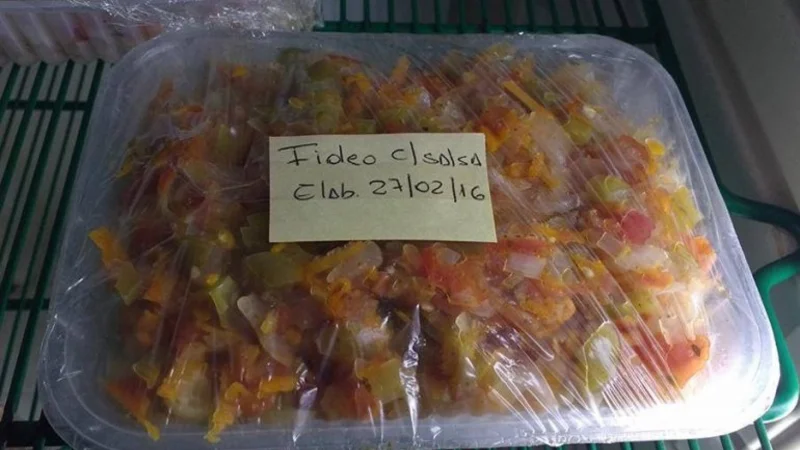 Fideo c/salsa
Elab. 27/02/16